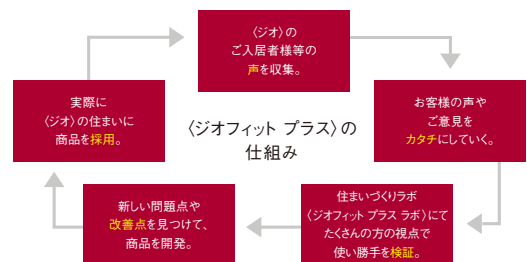 〈ジオ〉の
ご入居者様等の
声を収集。
お客様の声や
ご意見を
カタチにしていく。
住まいづくりラボ
〈ジオフィット プラス ラボ〉にて
たくさんの方の視点で
使い勝手を検証。
新しい問題点や
改善点を見つけて、
商品を開発。
実際に
〈ジオ〉の住まいに
商品を採用。
〈ジオフィット プラス〉の
仕組み